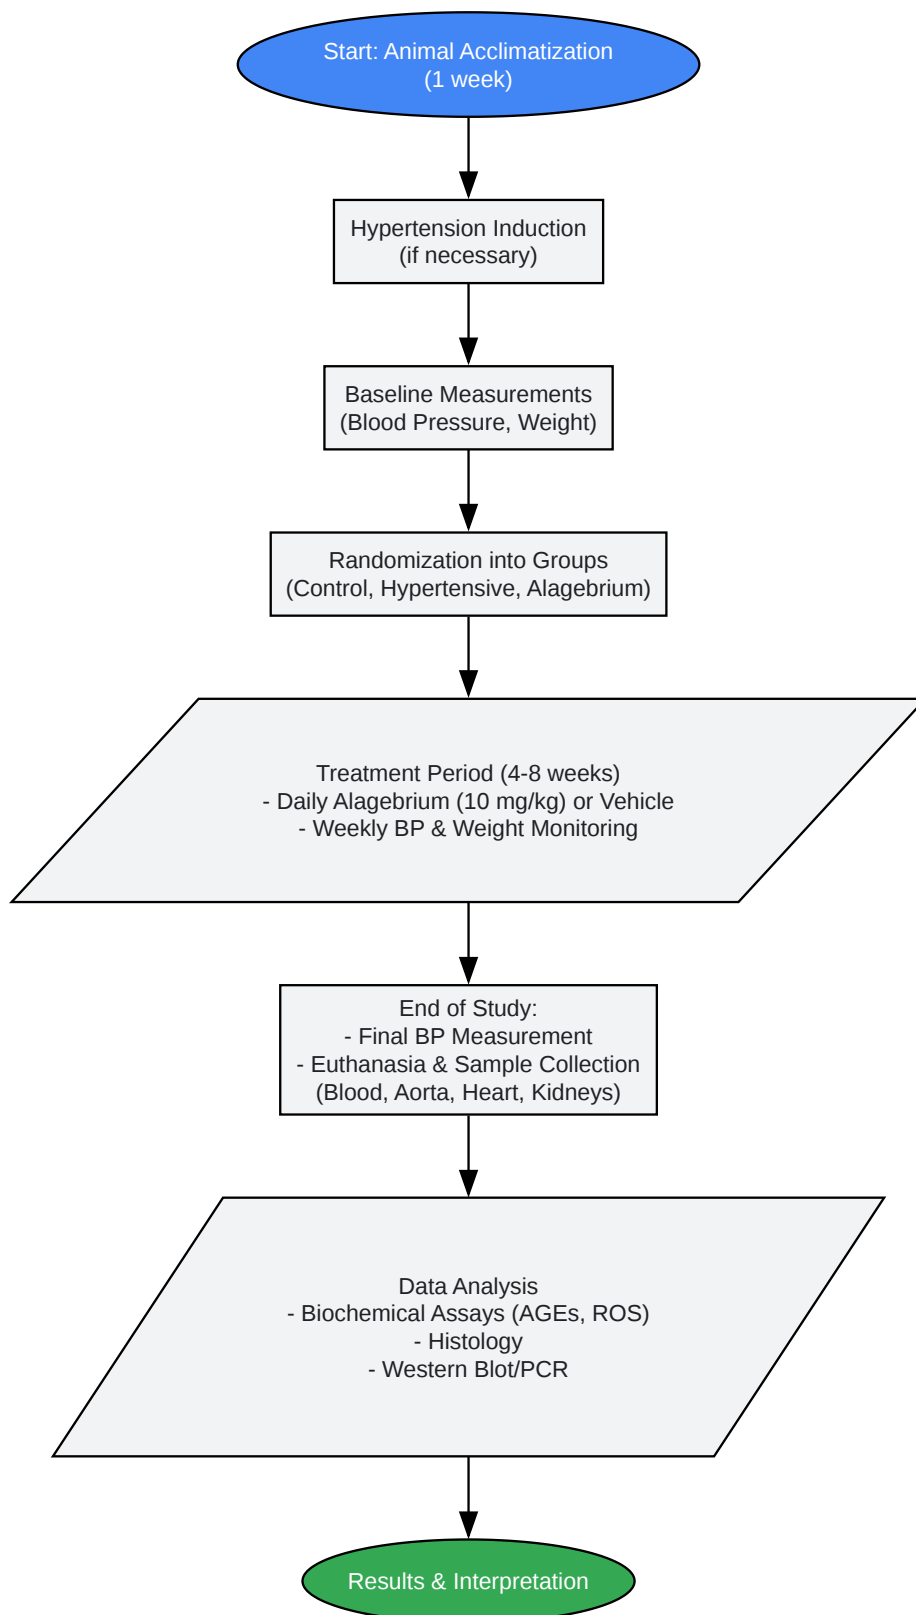 Start: Animal Acclimatization
(1 week)
Hypertension Induction
(if necessary)
Baseline Measurements
(Blood Pressure, Weight)
Randomization into Groups
(Control, Hypertensive, Alagebrium)
Treatment Period (4-8 weeks)
- Daily Alagebrium (10 mg/kg) or Vehicle
- Weekly BP & Weight Monitoring
End of Study:
- Final BP Measurement
- Euthanasia & Sample Collection
(Blood, Aorta, Heart, Kidneys)
Data Analysis
- Biochemical Assays (AGEs, ROS)
- Histology
- Western Blot/PCR
Results & Interpretation